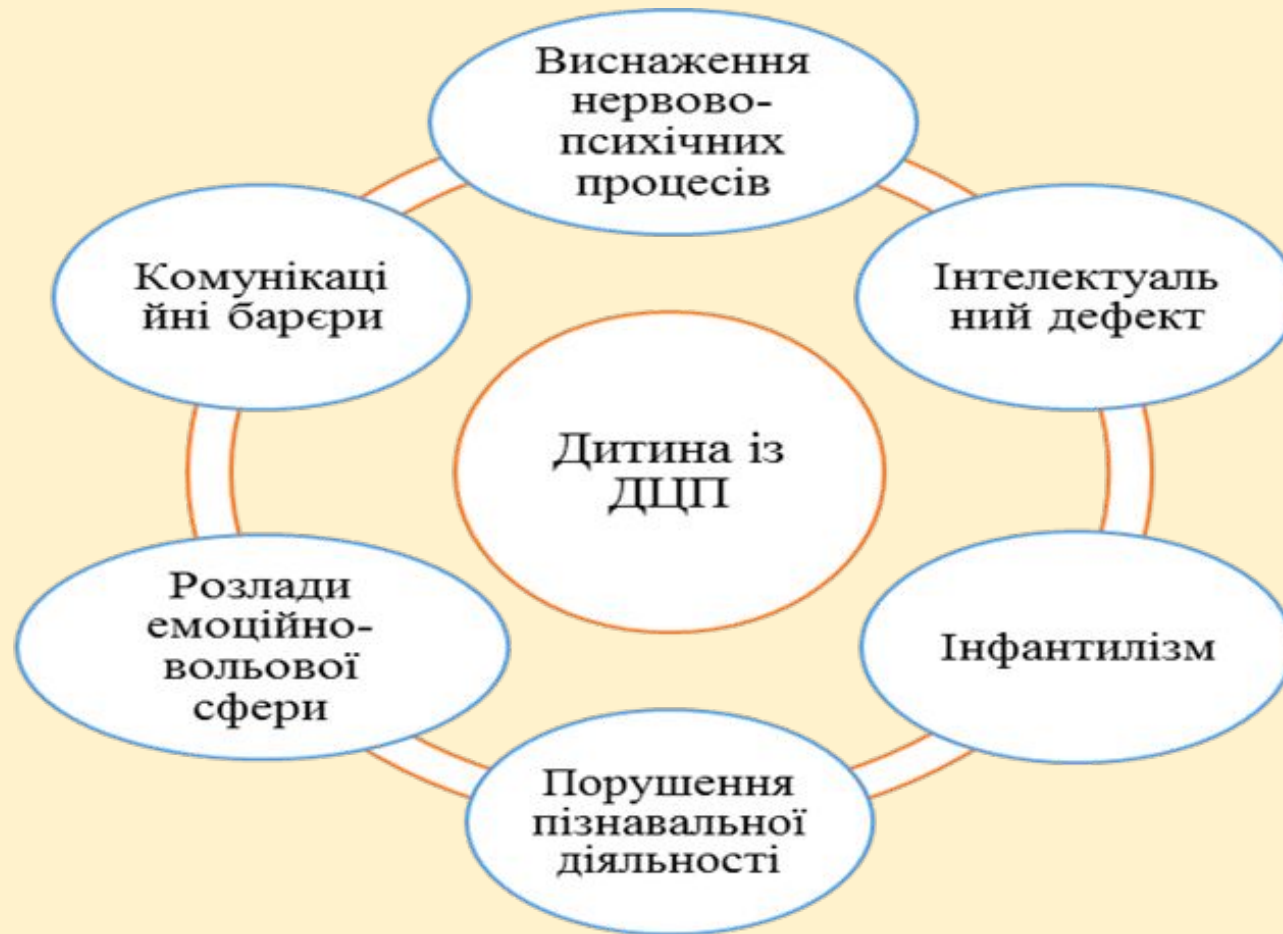 Виснаження
нервово-
психічних
процесів
Комунікаці
йні барєри
Інтелектуаль
ний дефект
Дитина із
ДЦП
Розлади
емоційно-
вольової
сфери
Інфантилізм
Порушення
пізнавальної
діяльності